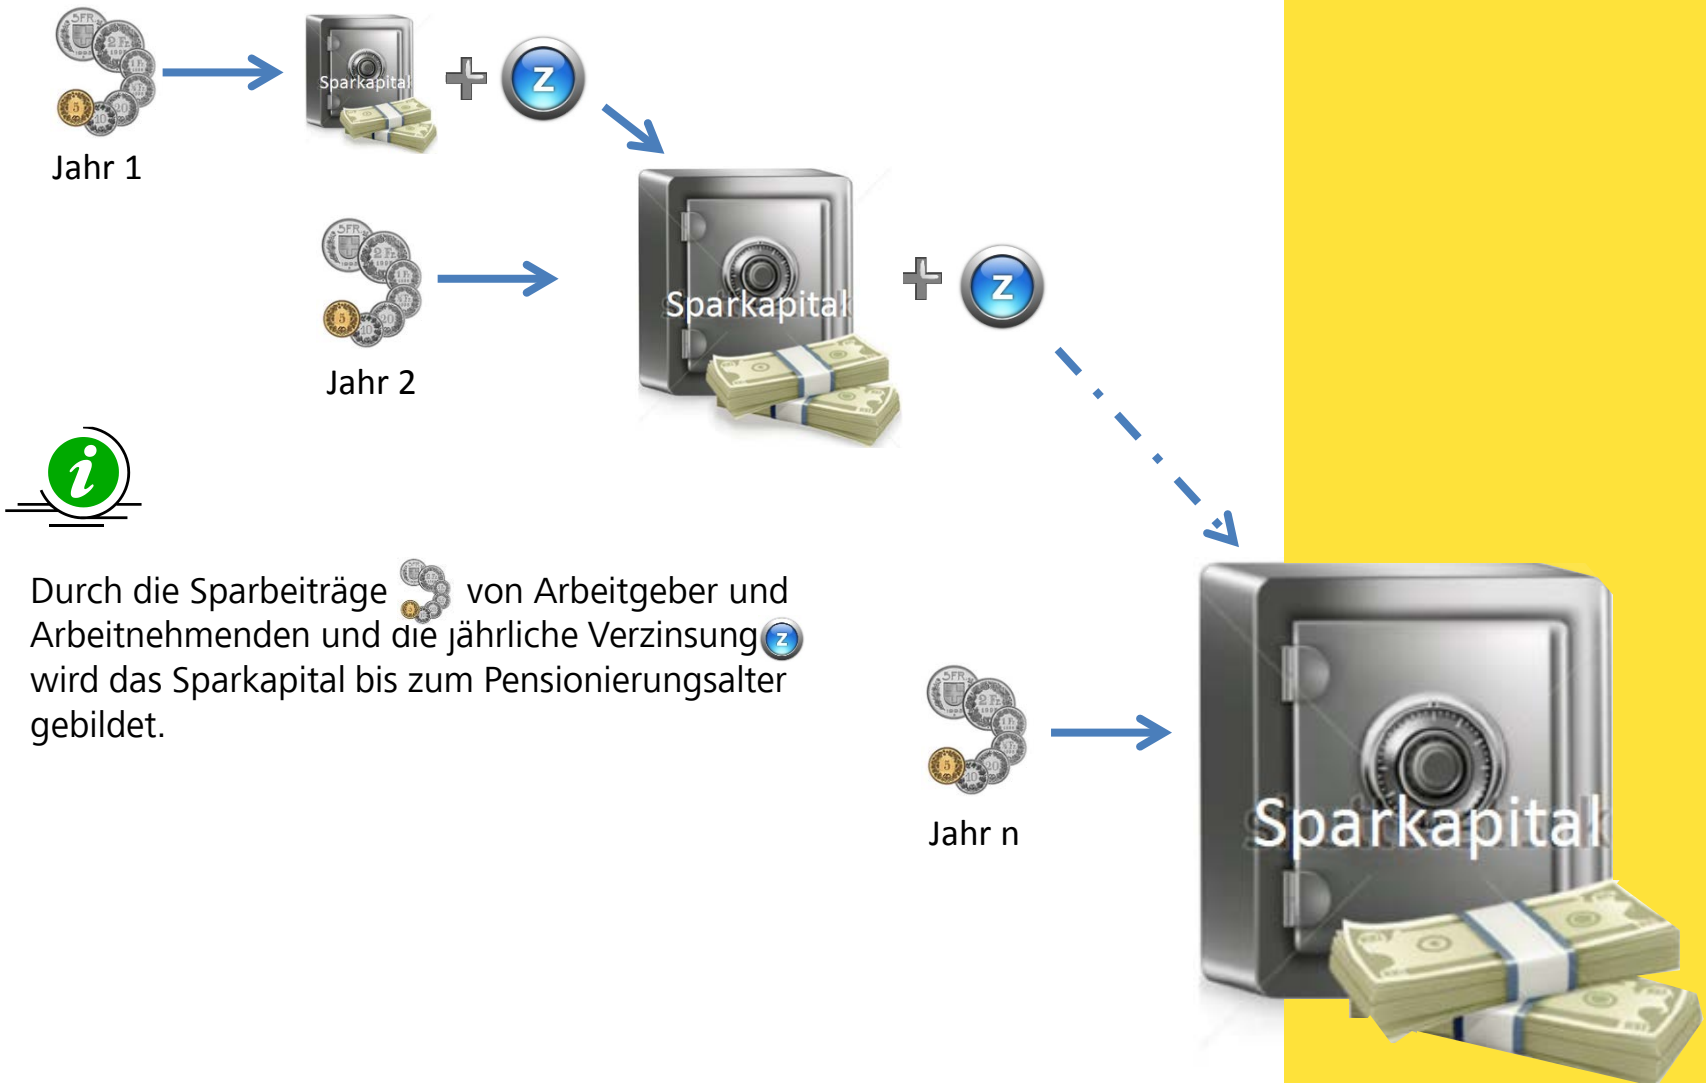 Sparkapital
z
Jahr 1
Sparkapital
z
Jahr 2
i
Durch die Sparbeiträge von Arbeitgeber und
Arbeitnehmenden und die jährliche Verzinsung z
wird das Sparkapital bis zum Pensionierungsalter
gebildet.
Jahr n
Sparkapital